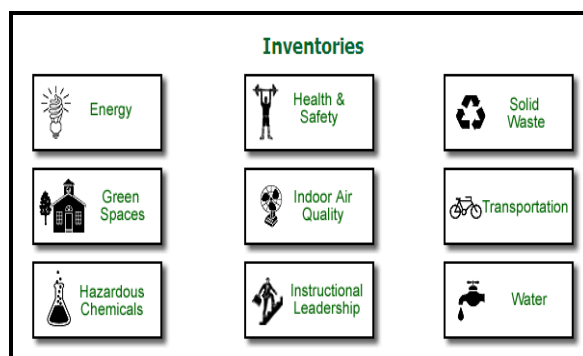 Inventories
Energy
Health &
Safety
Solid
Waste
Green
Spaces
Indoor Air
Quality
Transportation
Hazardous
Chemicals
Instructional
Leadership
Water